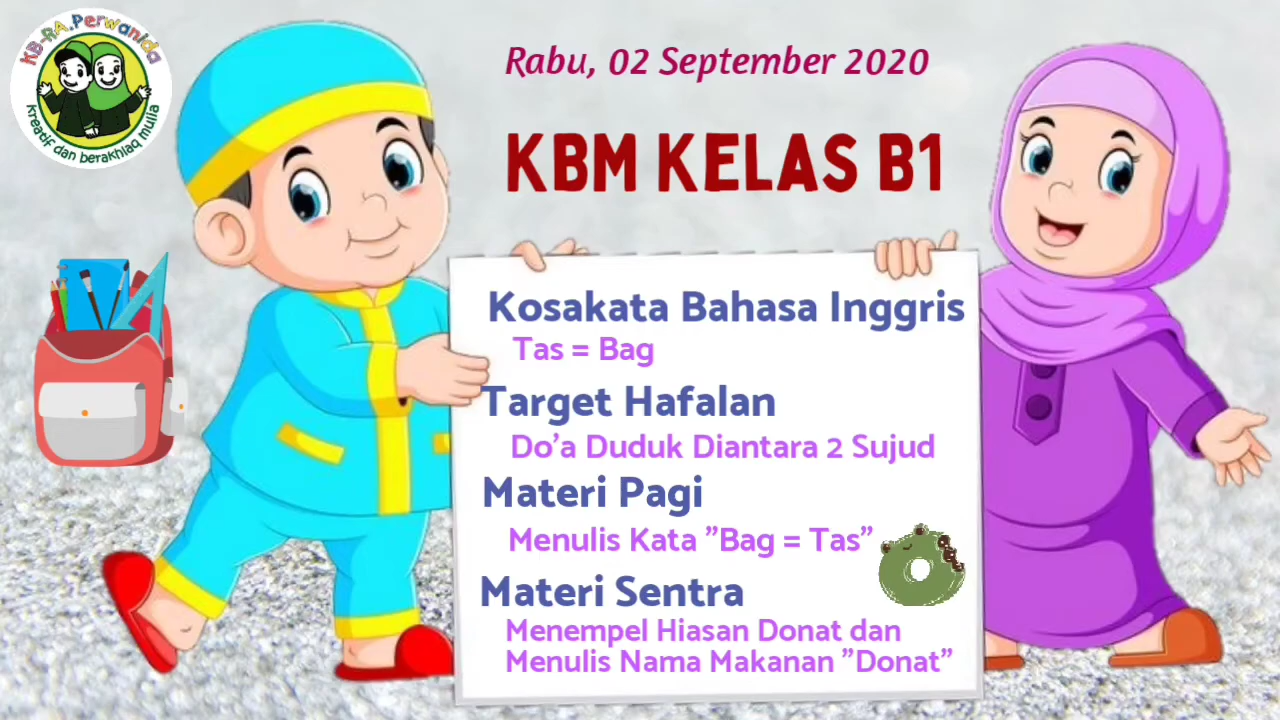 KB-RA.Perwanida
kreatif dan berakhlaq mulia
Rabu, 02 September 2020
KBM KELAS B1
Kosakata Bahasa Inggris
Tas = Bag
Target Hafalan
Do'a Duduk Diantara 2 Sujud
Materi Pagi
Menulis Kata "Bag = Tas"
Materi Sentra
Menempel Hiasan Donat dan
Menulis Nama Makanan "Donat"